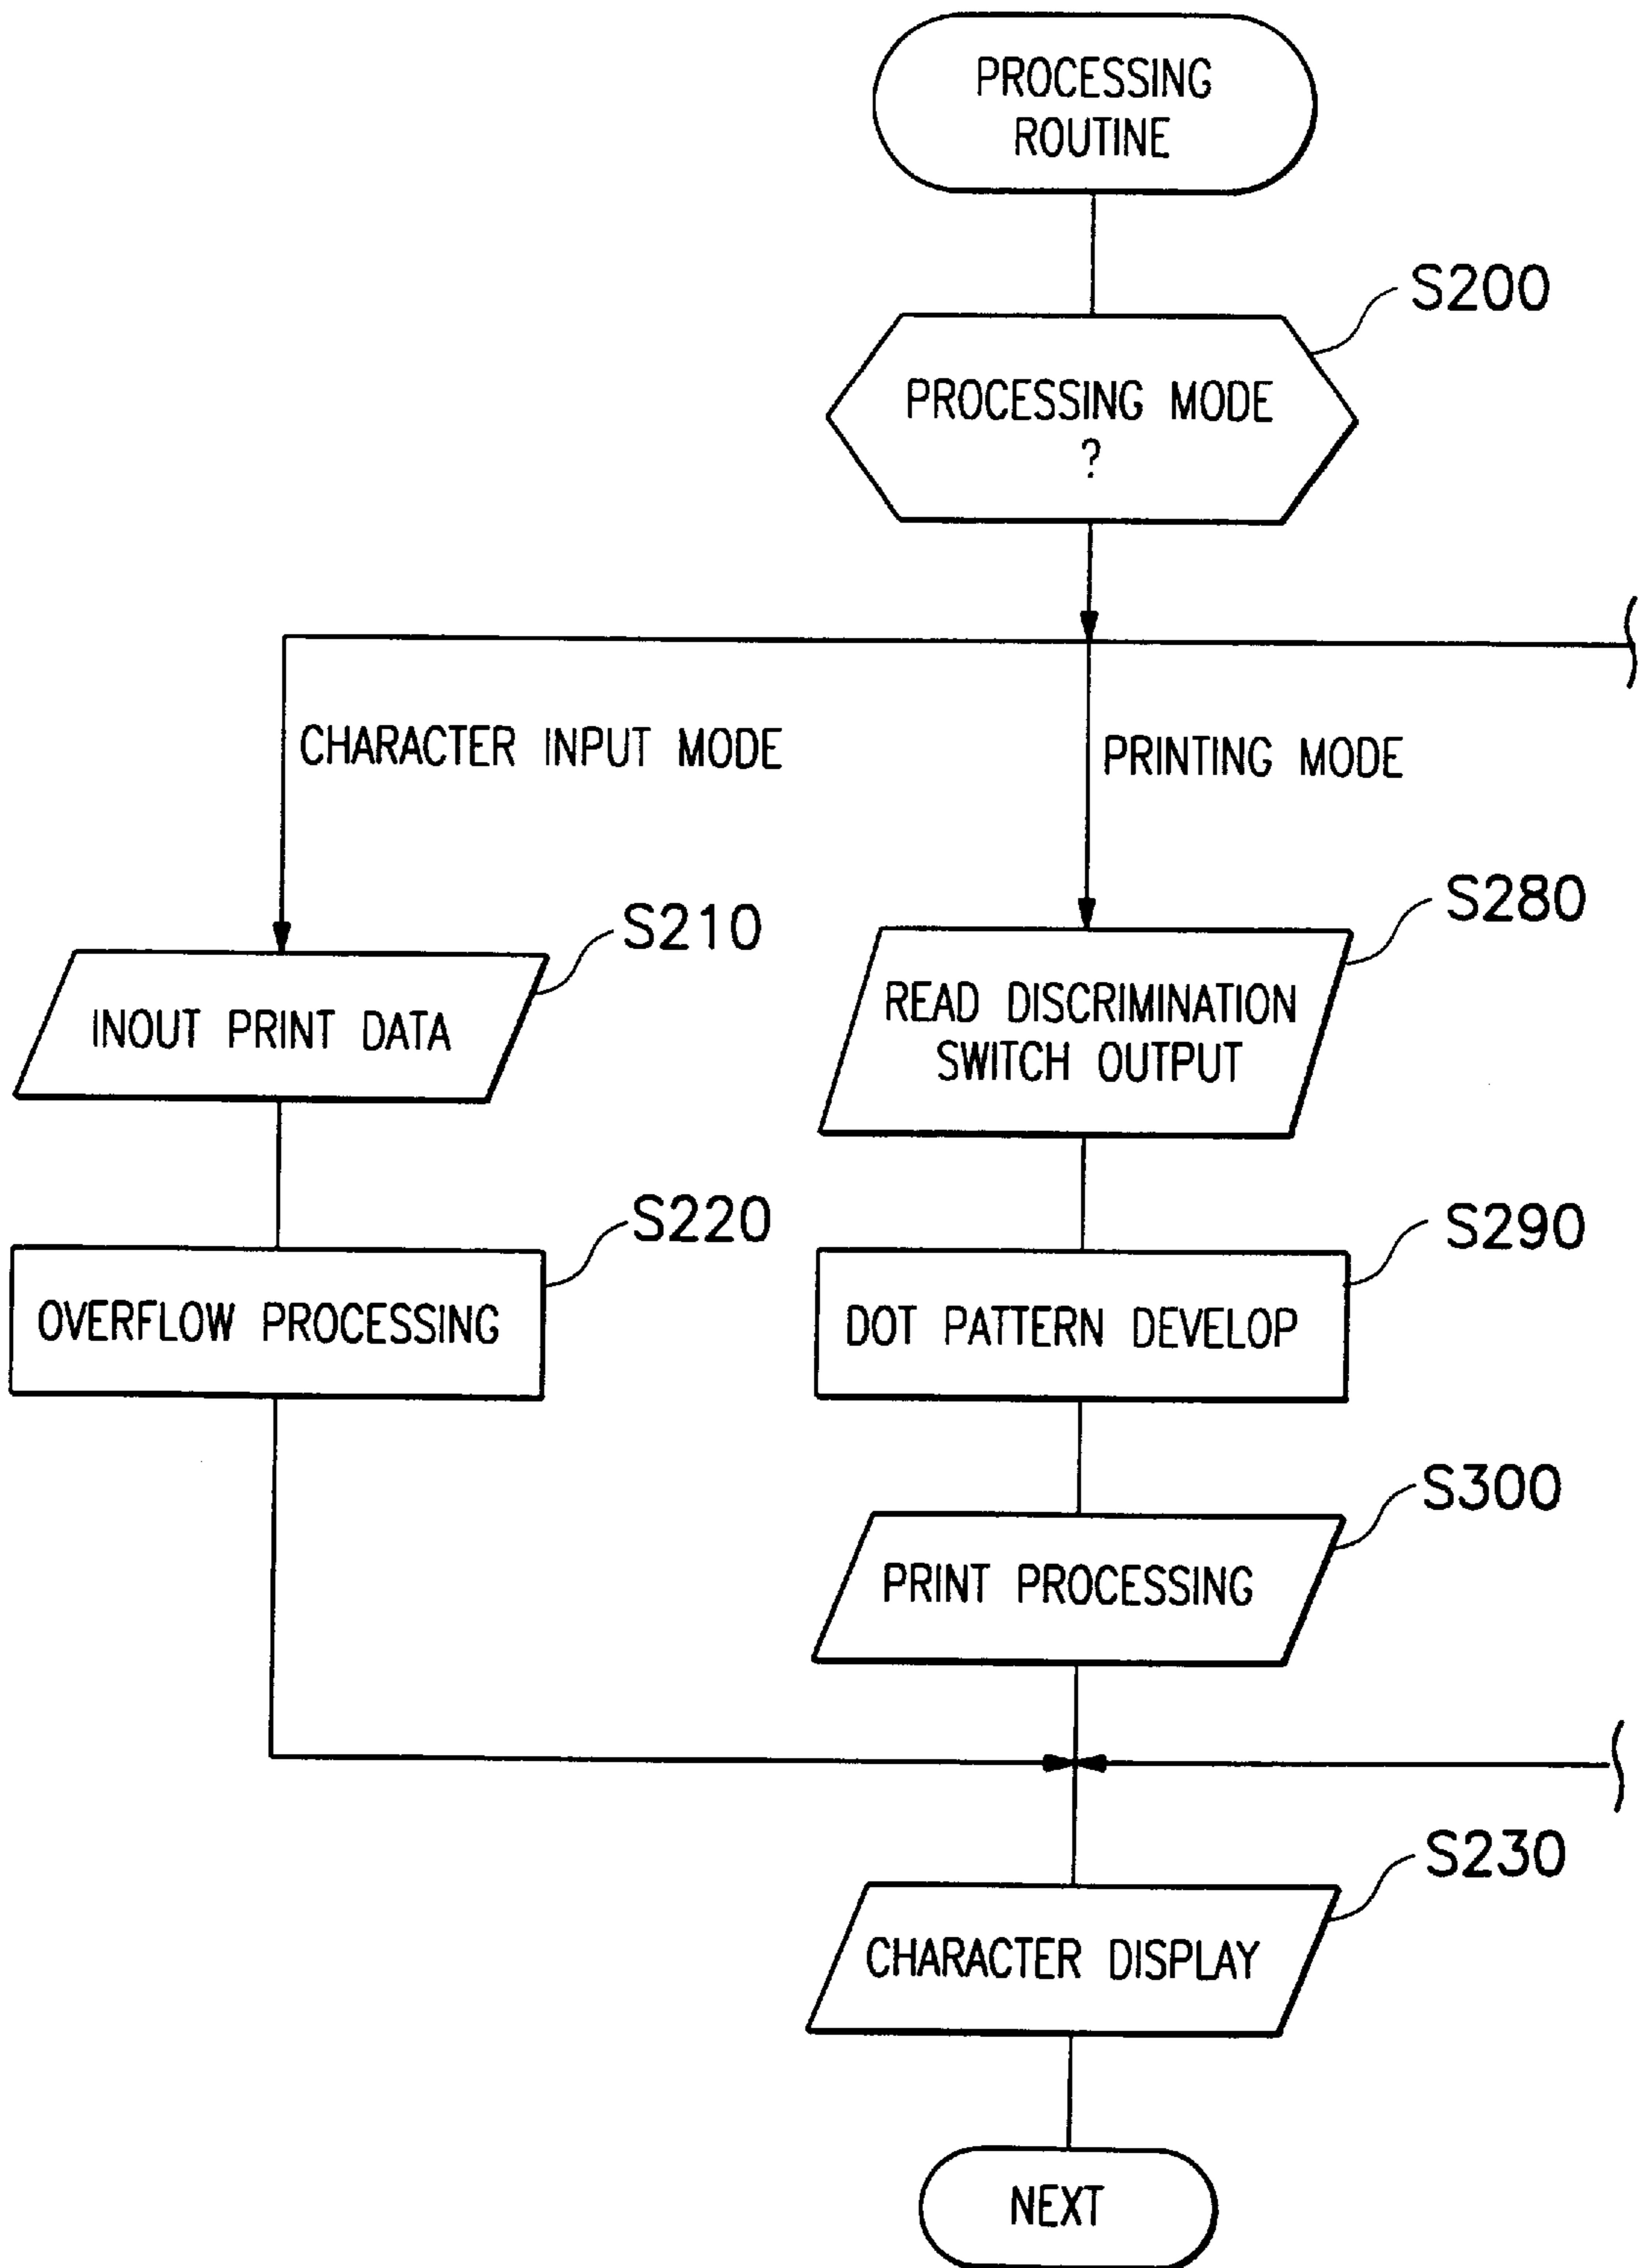 PROCESSING
ROUTINE
S200
PROCESSING MODE
?
CHARACTER INPUT MODE
PRINTING MODE
S210
INOUT PRINT DATA
S280
READ DISCRIMINATION
SWITCH OUTPUT
S220
OVERFLOW PROCESSING
S290
DOT PATTERN DEVELOP
S300
PRINT PROCESSING
S230
CHARACTER DISPLAY
NEXT